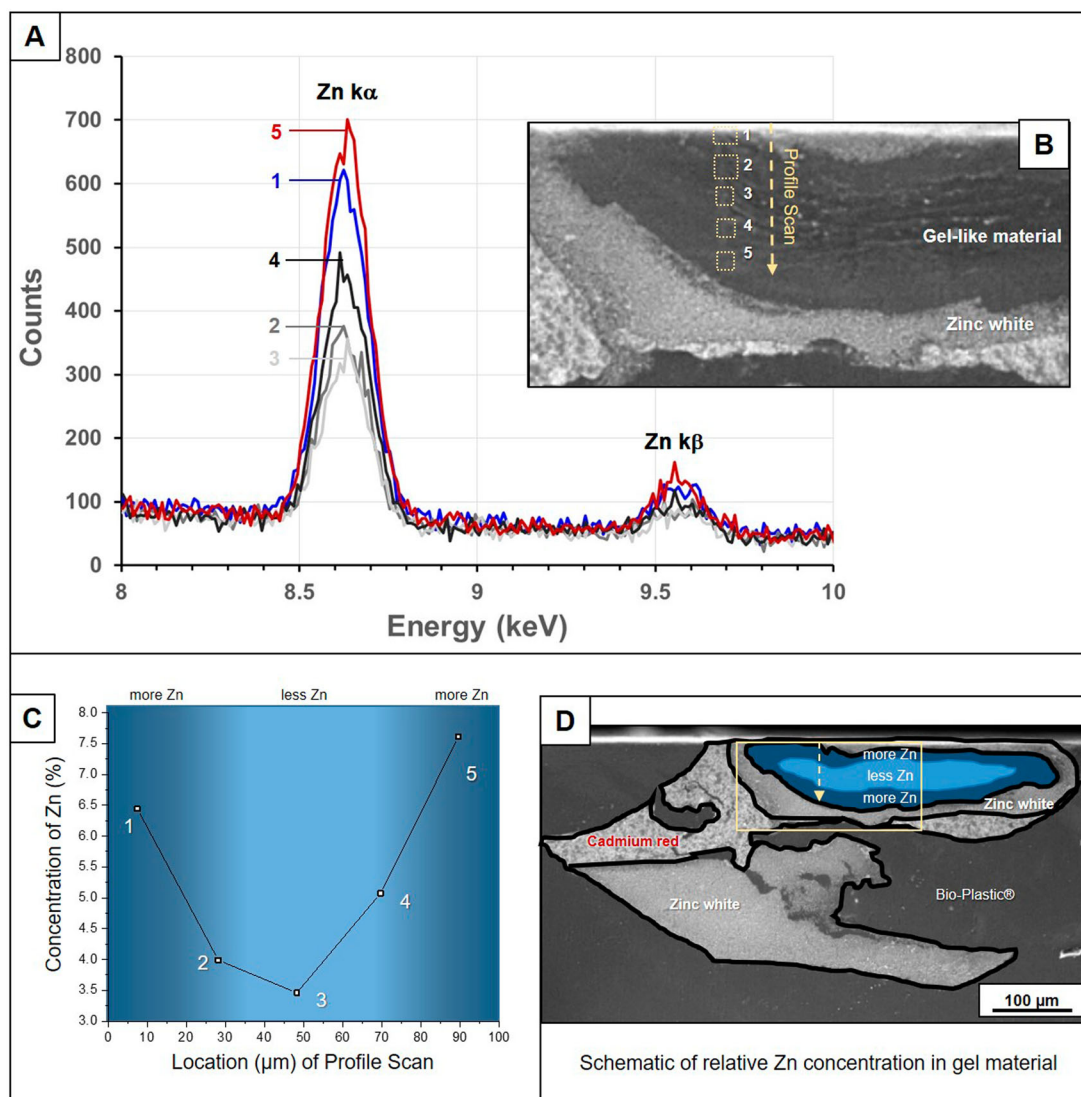 A
800
700
600
500
400
300
200
100
0
Counts
8
8.5
9
9.5
10
Energy (keV)
Zn kα
5
1
4
2
3
Zn kβ
B
1
2
3
4
5
Profile Scan
Gel-like material
Zinc white
C
more Zn
less Zn
more Zn
8.0
7.5
7.0
6.5
6.0
5.5
5.0
4.5
4.0
3.5
3.0
Concentration of Zn (%)
1
2
3
4
5
0 10 20 30 40 50 60 70 80 90 100
Location (µm) of Profile Scan
D
more Zn
less Zn
more Zn
Zinc white
Cadmium red
Zinc white
Bio-Plastic®
100 µm
Schematic of relative Zn concentration in gel material